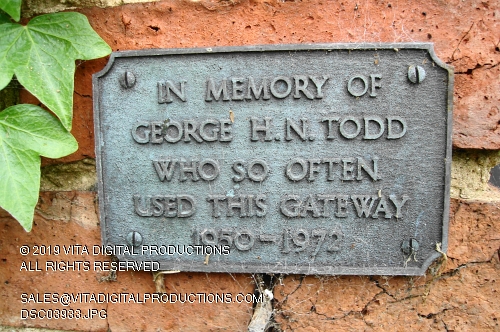 IN MEMORY OF
GEORGE H.N. TODD
WHO SO OFTEN
USED THIS GATEWAY
1950–1972
© 2019 VITA DIGITAL PRODUCTIONS
ALL RIGHTS RESERVED
SALES@VITADIGITALPRODUCTIONS.COM
DSC03933.JPG